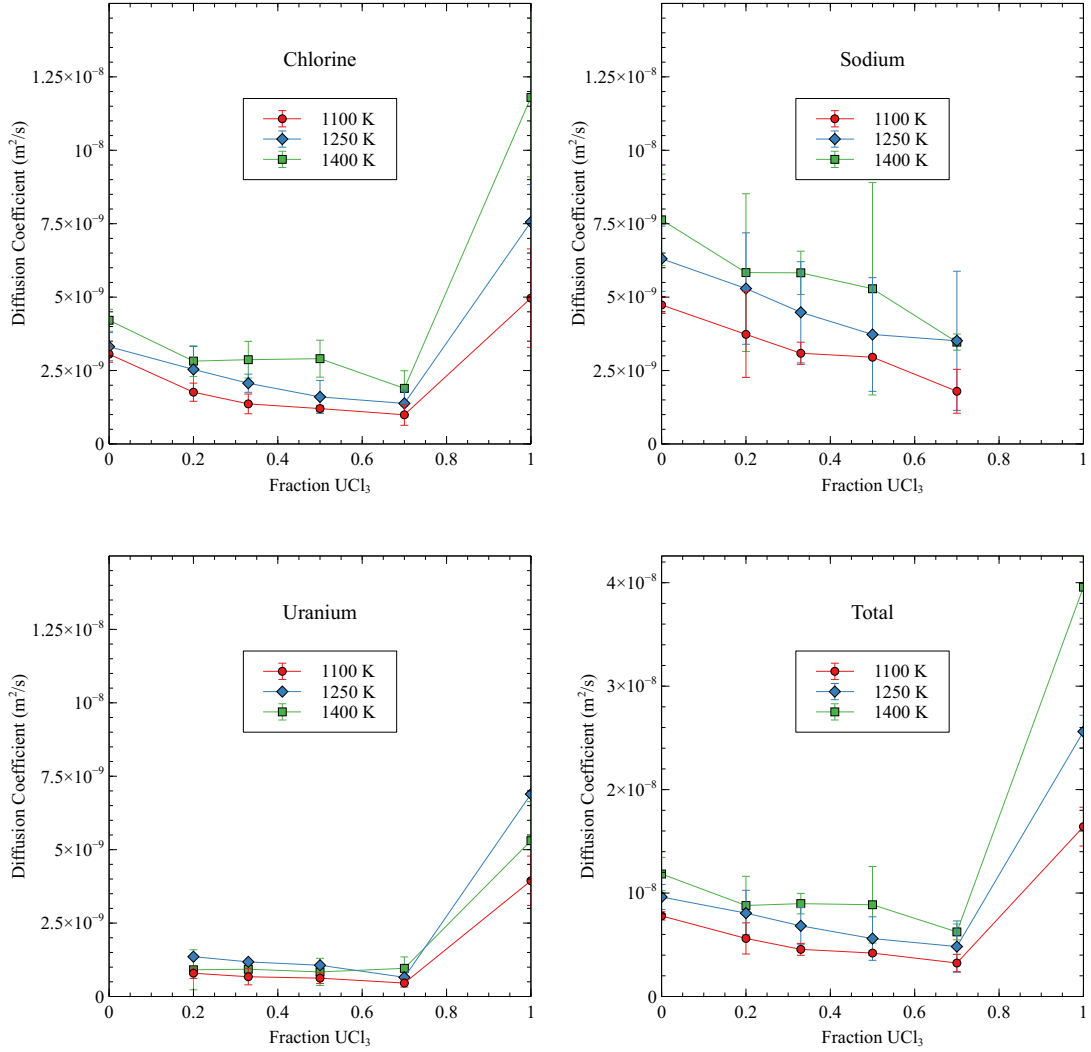 Chlorine
1100 K
1250 K
1400 K
Diffusion Coefficient (m²/s)
1.25×10⁻⁸
10⁻⁸
7.5×10⁻⁹
5×10⁻⁹
2.5×10⁻⁹
0
0 0.2 0.4 0.6 0.8 1
Fraction UCl₃
Sodium
1100 K
1250 K
1400 K
Diffusion Coefficient (m²/s)
1.25×10⁻⁸
10⁻⁸
7.5×10⁻⁹
5×10⁻⁹
2.5×10⁻⁹
0
0 0.2 0.4 0.6 0.8 1
Fraction UCl₃
Uranium
1100 K
1250 K
1400 K
Diffusion Coefficient (m²/s)
1.25×10⁻⁸
10⁻⁸
7.5×10⁻⁹
5×10⁻⁹
2.5×10⁻⁹
0
0 0.2 0.4 0.6 0.8 1
Fraction UCl₃
Total
1100 K
1250 K
1400 K
Diffusion Coefficient (m²/s)
4×10⁻⁸
3×10⁻⁸
2×10⁻⁸
10⁻⁸
0
0 0.2 0.4 0.6 0.8 1
Fraction UCl₃